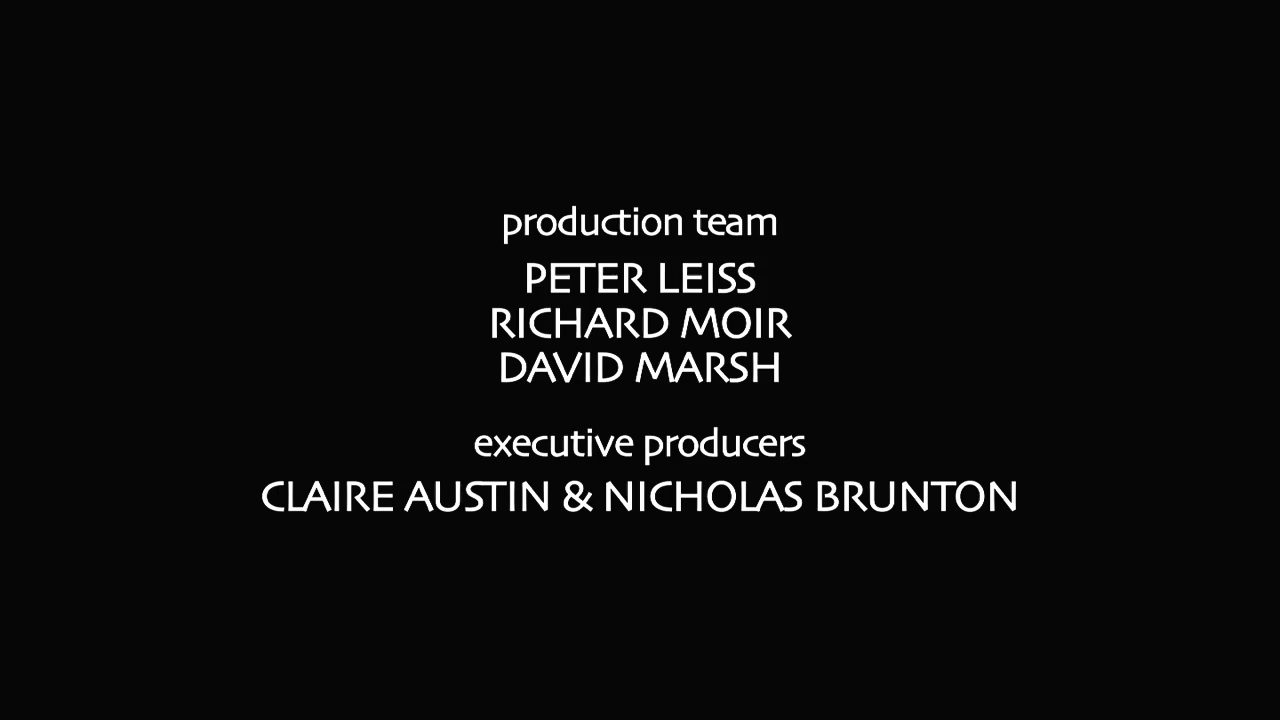 production team
PETER LEISS
RICHARD MOIR
DAVID MARSH
executive producers
CLAIRE AUSTIN & NICHOLAS BRUNTON